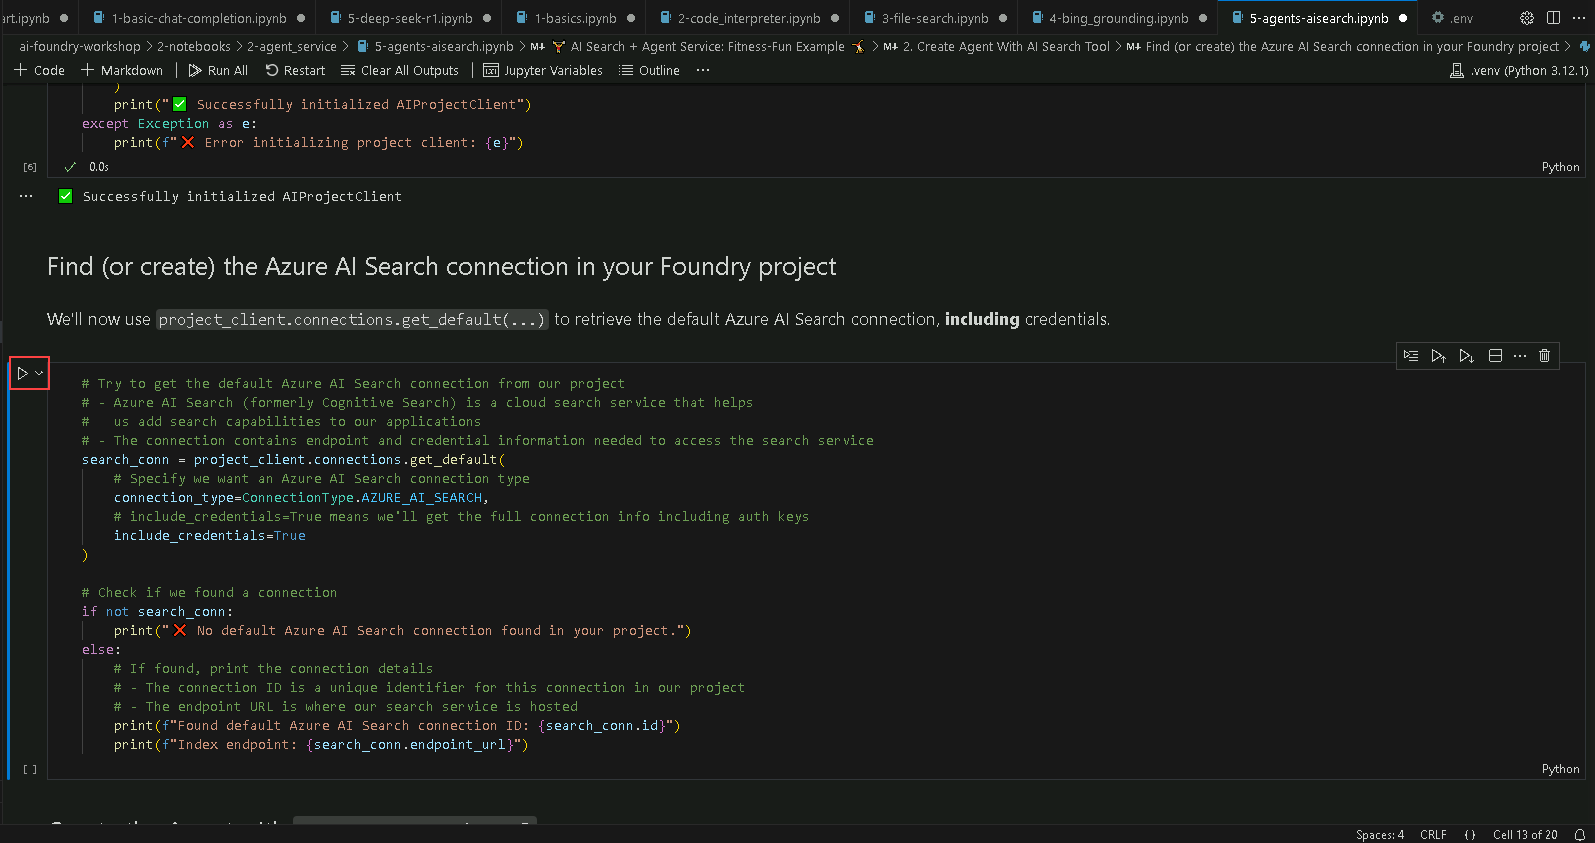 art.ipynb 1-basic-chat-completion.ipynb 5-deep-seek-r1.ipynb 1-basics.ipynb 2-code_interpreter.ipynb 3-file-search.ipynb 4-bing_grounding.ipynb 5-agents-aisearch.ipynb .env
ai-foundry-workshop > 2-notebooks > 2-agent_service > 5-agents-aisearch.ipynb > M↓ AI Search + Agent Service: Fitness-Fun Example > M↓ 2. Create Agent With AI Search Tool > M↓ Find (or create) the Azure AI Search connection in your Foundry project >
+ Code + Markdown | Run All Restart Clear All Outputs | Jupyter Variables Outline ... .venv (Python 3.12.1)
)
print("✅ Successfully initialized AIProjectClient")
except Exception as e:
print(f"❌ Error initializing project client: {e}")
[6] ✓ 0.0s Python
... ✅ Successfully initialized AIProjectClient
Find (or create) the Azure AI Search connection in your Foundry project
We'll now use project_client.connections.get_default(...) to retrieve the default Azure AI Search connection, including credentials.
# Try to get the default Azure AI Search connection from our project
# - Azure AI Search (formerly Cognitive Search) is a cloud search service that helps
#   us add search capabilities to our applications
# - The connection contains endpoint and credential information needed to access the search service
search_conn = project_client.connections.get_default(
# Specify we want an Azure AI Search connection type
connection_type=ConnectionType.AZURE_AI_SEARCH,
# include_credentials=True means we'll get the full connection info including auth keys
include_credentials=True
)
# Check if we found a connection
if not search_conn:
print("❌ No default Azure AI Search connection found in your project.")
else:
# If found, print the connection details
# - The connection ID is a unique identifier for this connection in our project
# - The endpoint URL is where our search service is hosted
print(f"Found default Azure AI Search connection ID: {search_conn.id}")
print(f"Index endpoint: {search_conn.endpoint_url}")
[ ] Python
Spaces: 4 CRLF {} Cell 13 of 20